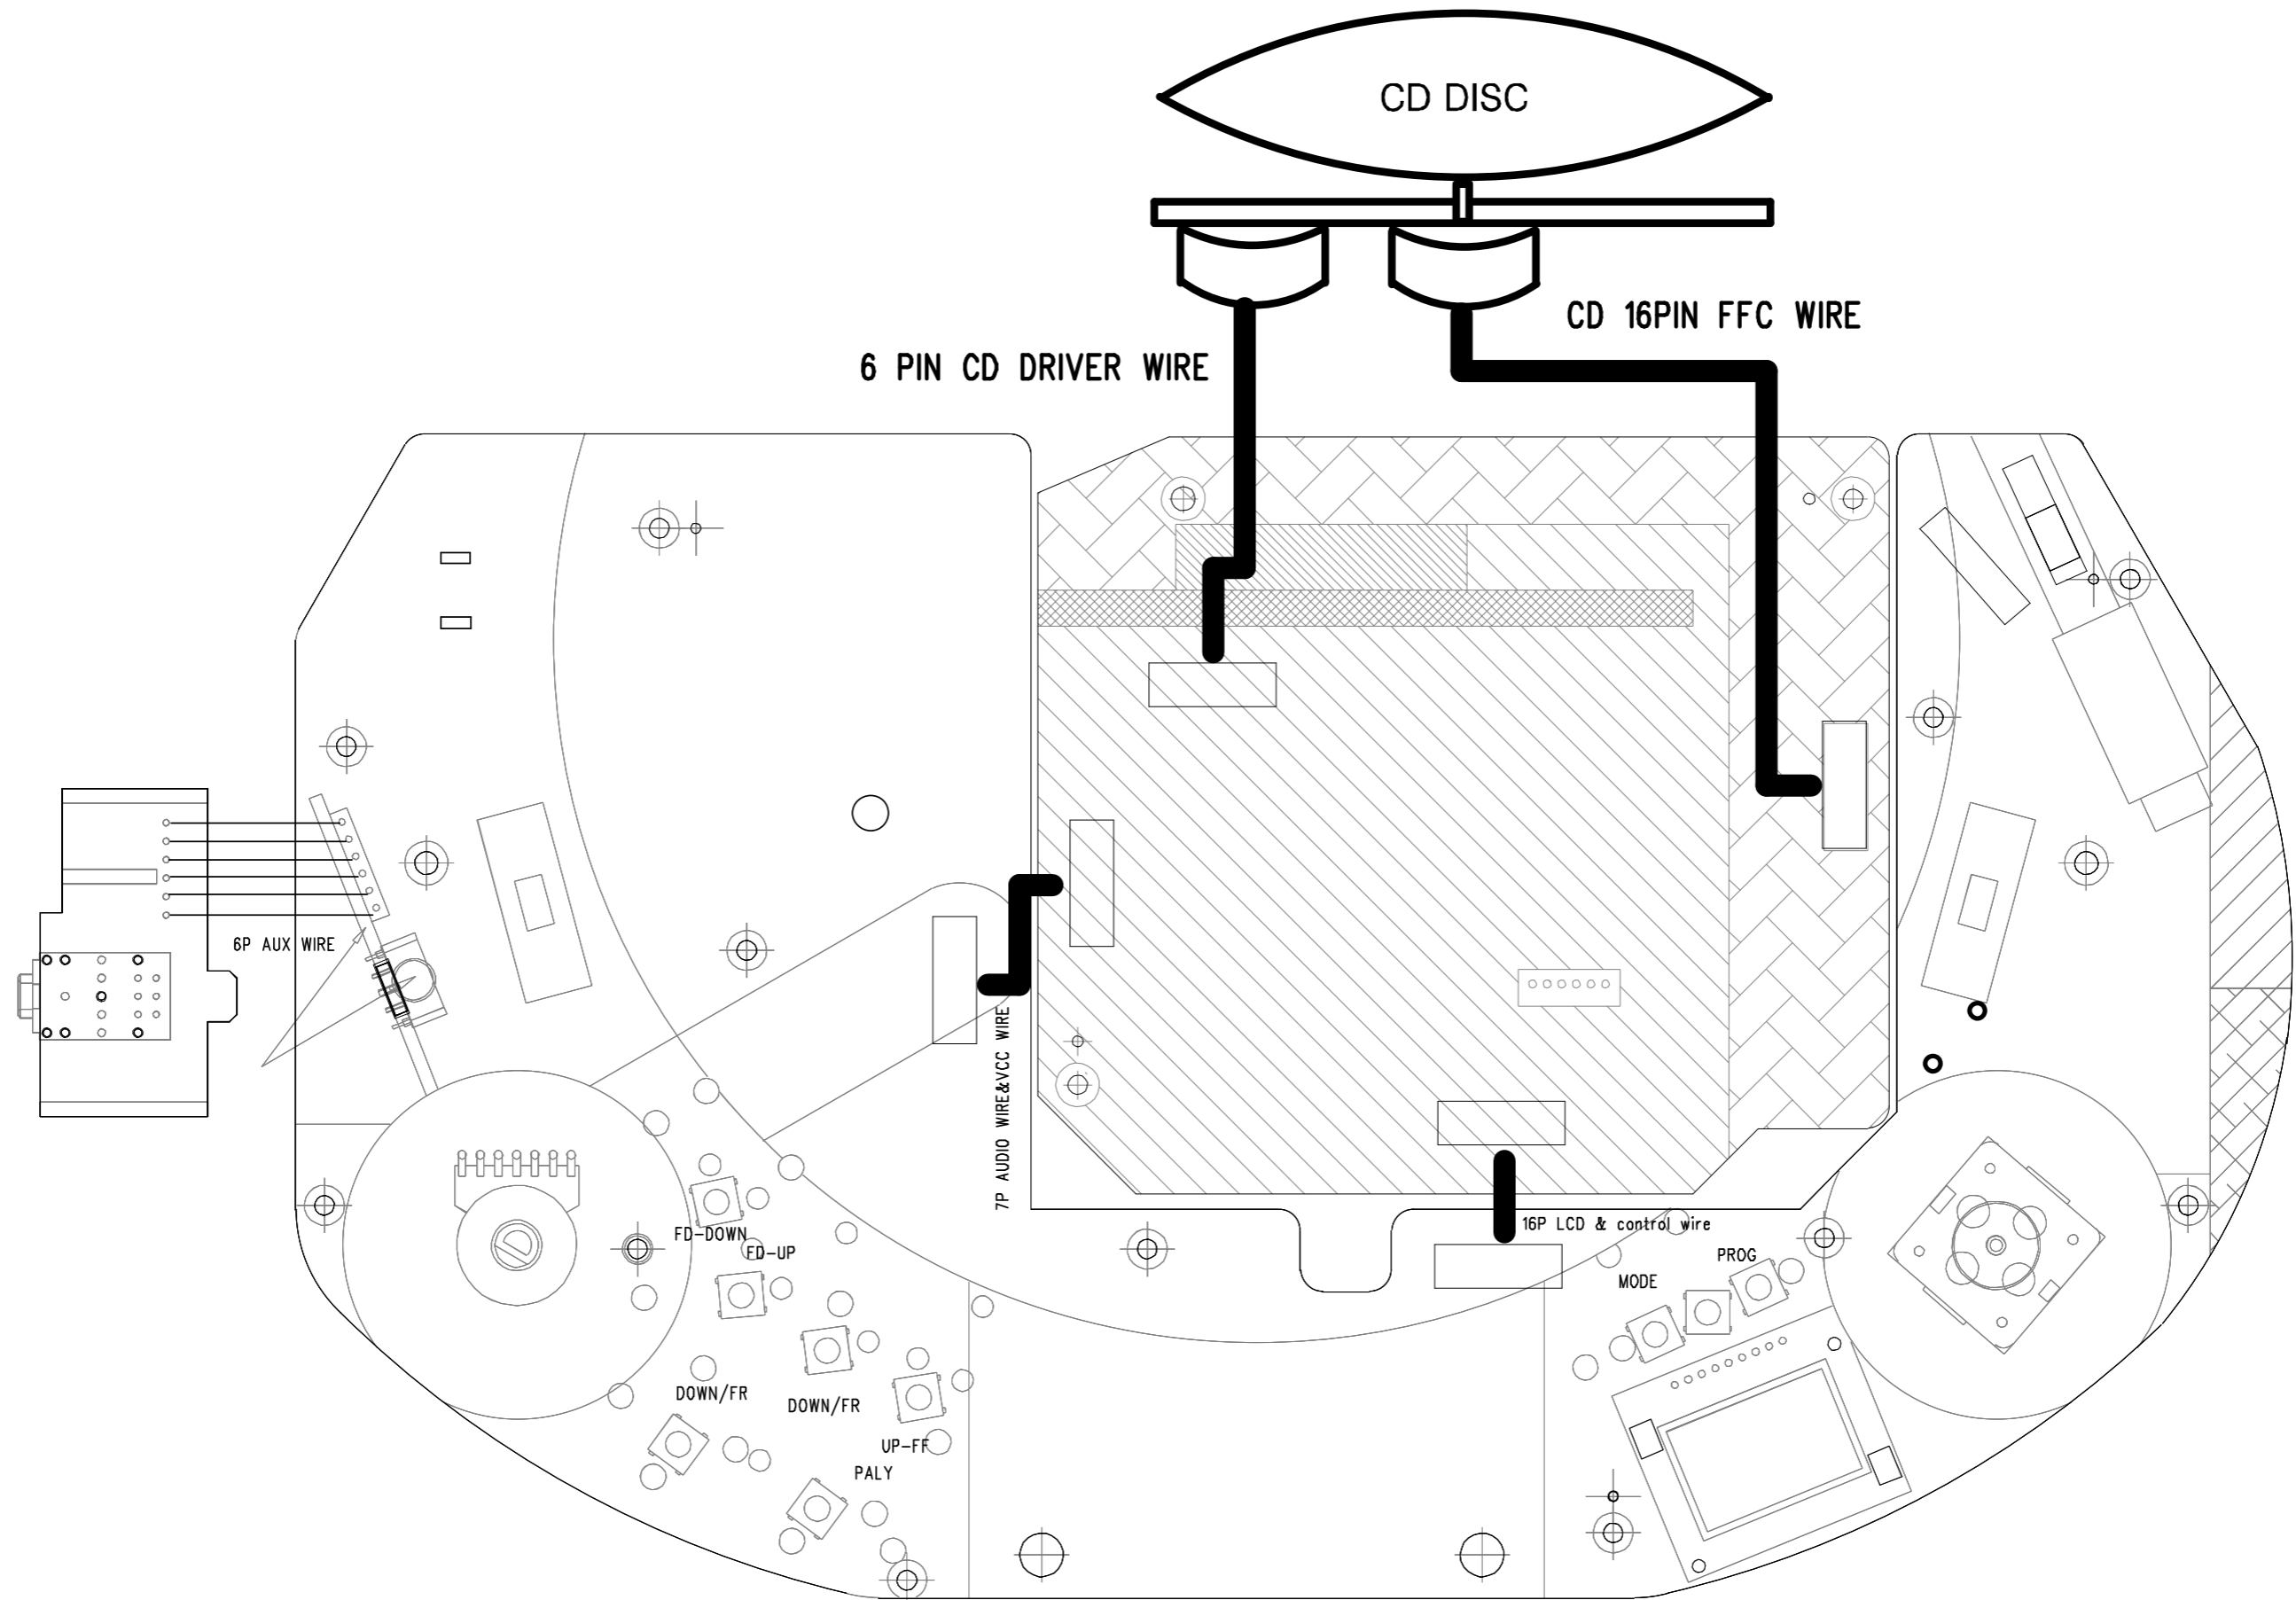 CD DISC
CD 16PIN FFC WIRE
6 PIN CD DRIVER WIRE
6P AUX WIRE
7P AUDIO WIRE&VCC WIRE
16P LCD & control wire
FD-DOWN
FD-UP
PROG
MODE
DOWN/FR
DOWN/FR
UP-FF
PALY